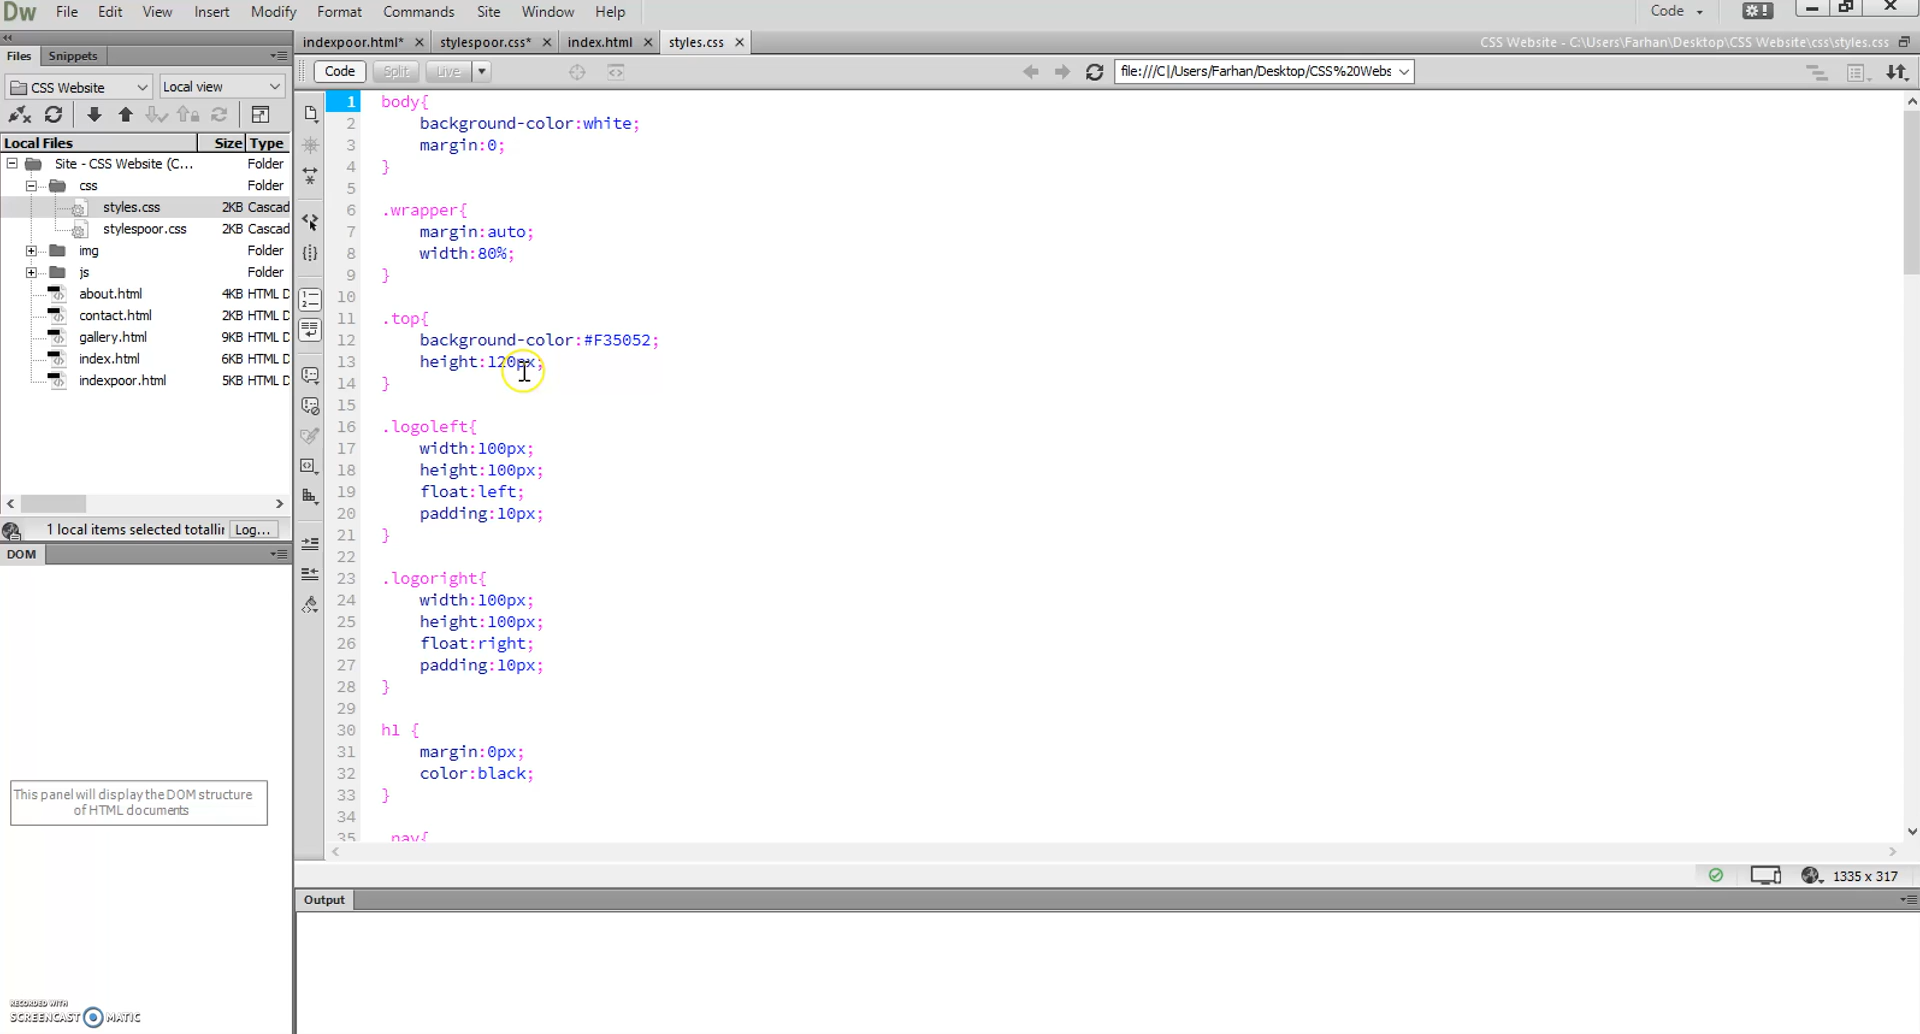 Dw File Edit View Insert Modify Format Commands Site Window Help Code
Files Snippets
indexpoor.html* stylespoor.css* index.html styles.css CSS Website - C:\Users\Farhan\Desktop\CSS Website\css\styles.css
CSS Website Local view
Code Split Live file:///C|/Users/Farhan/Desktop/CSS%20Webs
Local Files Size Type
Site - CSS Website (C... Folder
css Folder
styles.css 2KB Cascad
stylespoor.css 2KB Cascad
img Folder
js Folder
about.html 4KB HTML D
contact.html 2KB HTML D
gallery.html 9KB HTML D
index.html 6KB HTML D
indexpoor.html 5KB HTML D
1 local items selected totallir Log...
DOM
This panel will display the DOM structure
of HTML documents
1 body{
2 background-color:white;
3 margin:0;
4 }
5
6 .wrapper{
7 margin:auto;
8 width:80%;
9 }
10
11 .top{
12 background-color:#F35052;
13 height:120px;
14 }
15
16 .logoleft{
17 width:100px;
18 height:100px;
19 float:left;
20 padding:10px;
21 }
22
23 .logoright{
24 width:100px;
25 height:100px;
26 float:right;
27 padding:10px;
28 }
29
30 h1 {
31 margin:0px;
32 color:black;
33 }
34
35 .nav{
1335 x 317
Output
RECORDED WITH
SCREENCAST MATIC